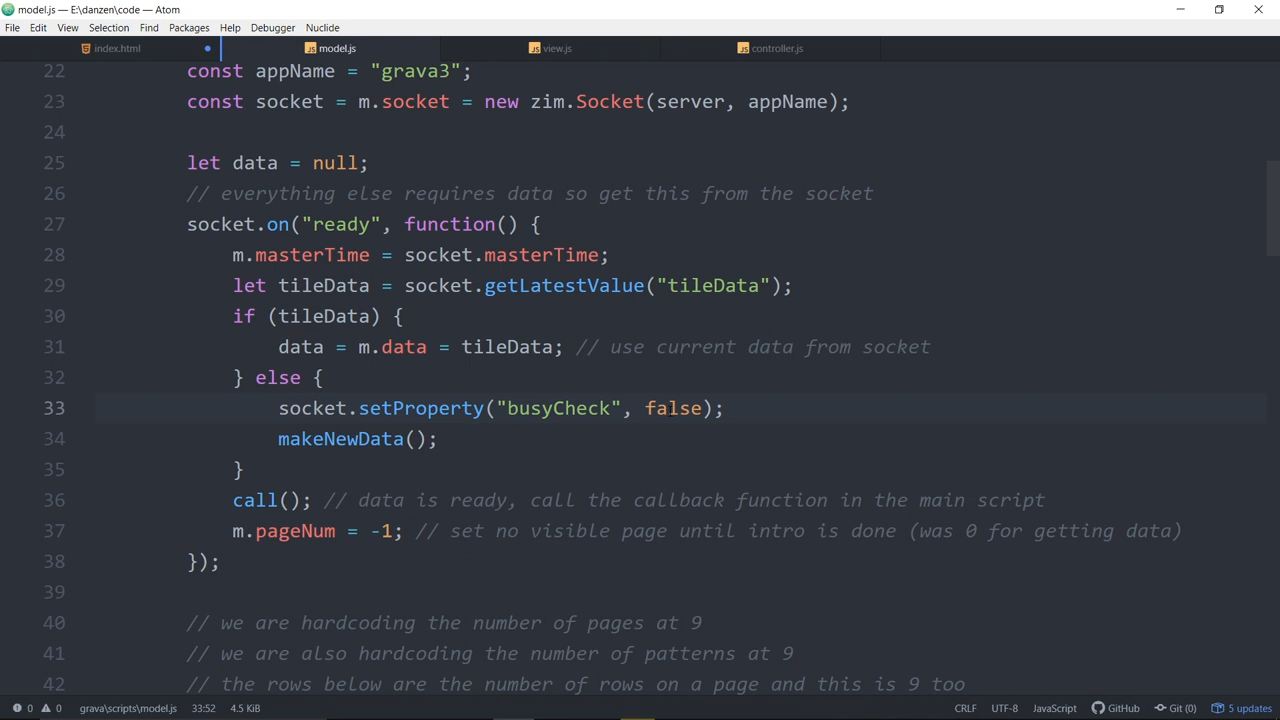 model.js — E:\danzen\code — Atom
File Edit View Selection Find Packages Help Debugger Nuclide
index.html model.js view.js controller.js
22 const appName = "grava3";
23 const socket = m.socket = new zim.Socket(server, appName);
24
25 let data = null;
26 // everything else requires data so get this from the socket
27 socket.on("ready", function() {
28 m.masterTime = socket.masterTime;
29 let tileData = socket.getLatestValue("tileData");
30 if (tileData) {
31 data = m.data = tileData; // use current data from socket
32 } else {
33 socket.setProperty("busyCheck", false);
34 makeNewData();
35 }
36 call(); // data is ready, call the callback function in the main script
37 m.pageNum = -1; // set no visible page until intro is done (was 0 for getting data)
38 });
39
40 // we are hardcoding the number of pages at 9
41 // we are also hardcoding the number of patterns at 9
42 // the rows below are the number of rows on a page and this is 9 too
0 0 grava\scripts\model.js 33:52 4.5 KiB CRLF UTF-8 JavaScript GitHub Git (0) 5 updates